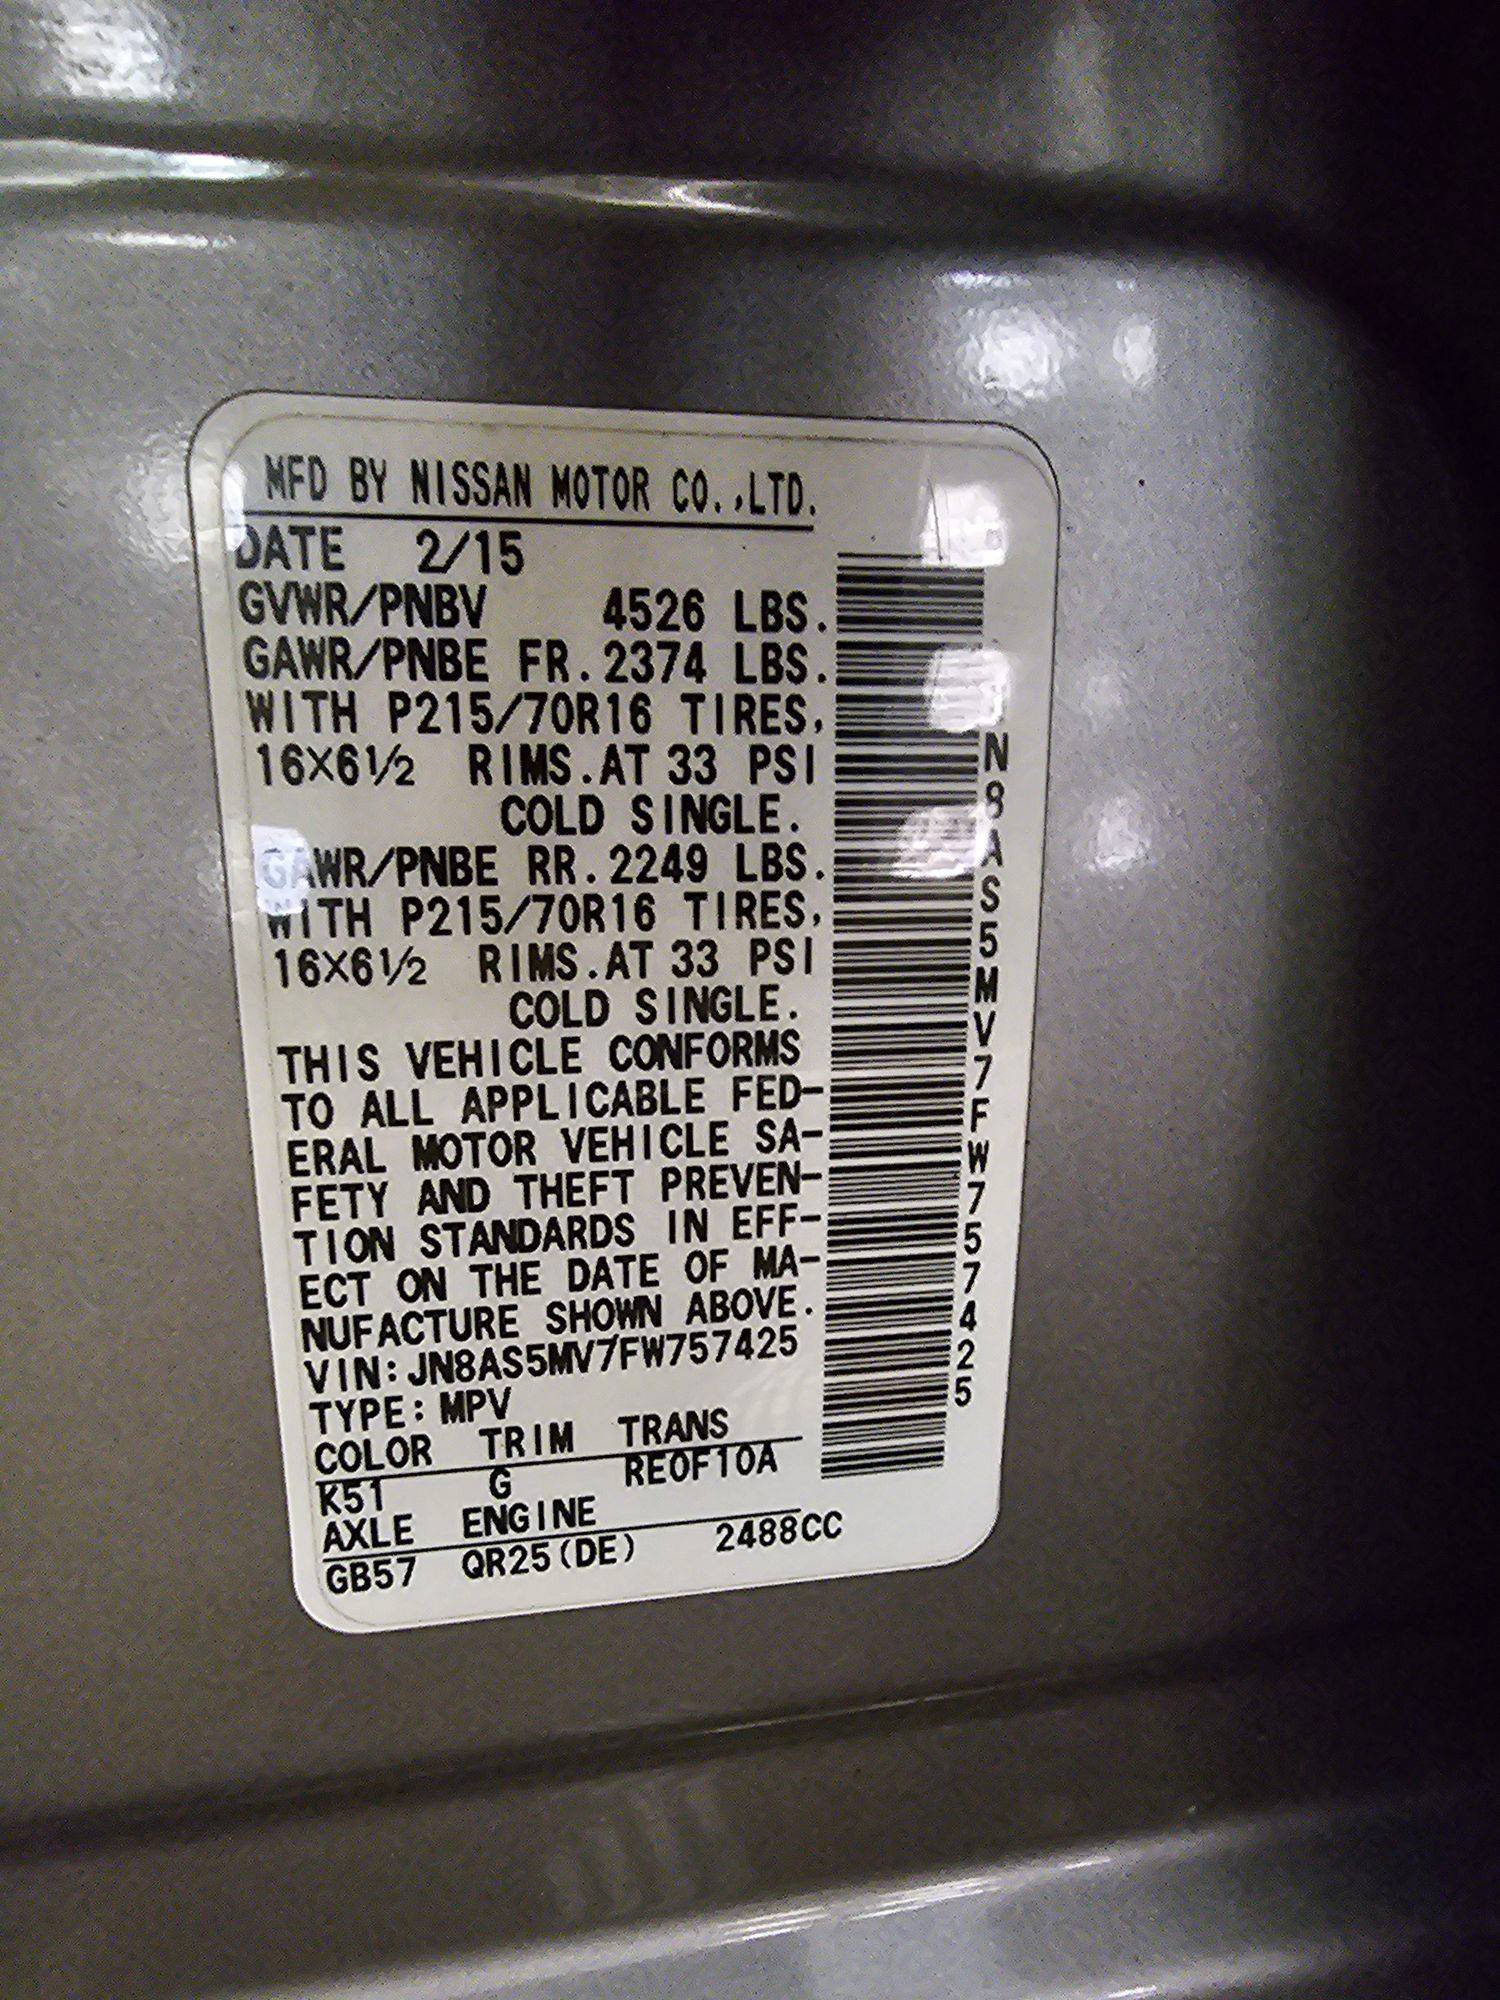 MFD BY NISSAN MOTOR CO.,LTD.
DATE 2/15
GVWR/PNBV 4526 LBS.
GAWR/PNBE FR.2374 LBS.
WITH P215/70R16 TIRES,
16×6½ RIMS.AT 33 PSI
COLD SINGLE.
GAWR/PNBE RR.2249 LBS.
WITH P215/70R16 TIRES,
16×6½ RIMS.AT 33 PSI
COLD SINGLE.
THIS VEHICLE CONFORMS
TO ALL APPLICABLE FED-
ERAL MOTOR VEHICLE SA-
FETY AND THEFT PREVEN-
TION STANDARDS IN EFF-
ECT ON THE DATE OF MA-
NUFACTURE SHOWN ABOVE.
VIN:JN8AS5MV7FW757425
TYPE:MPV
COLOR TRIM TRANS
K51 G RE0F10A
AXLE ENGINE
GB57 QR25(DE) 2488CC
N8AS5MV7FW757425